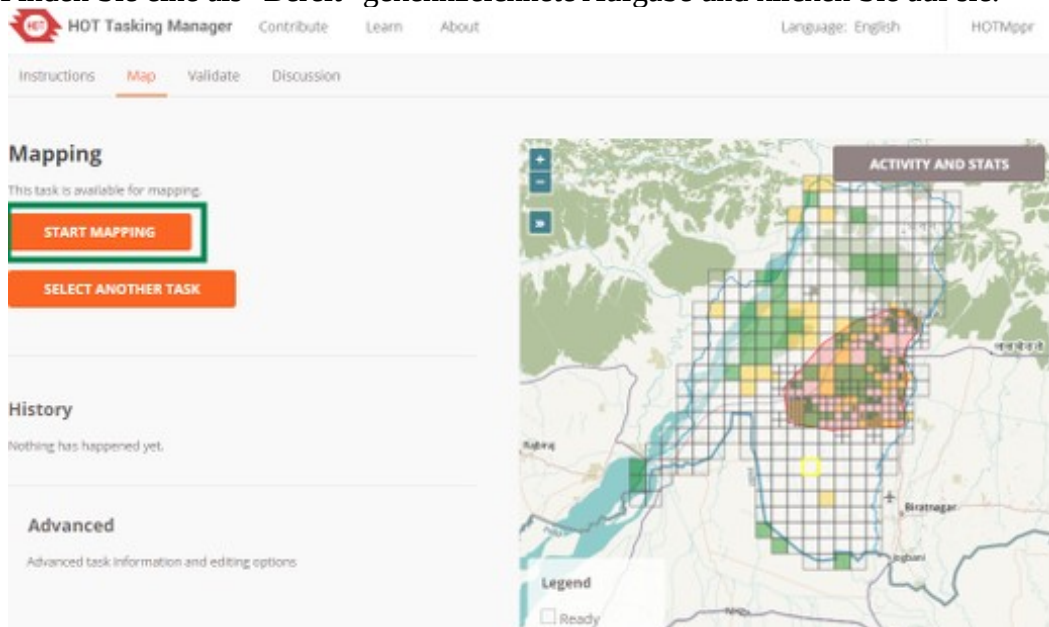 Finden Sie eine als "Bereit" gekennzeichnete Aufgabe und klicken Sie auf sie.
HOT Tasking Manager Contribute Learn About Language: English HOTMppr
Instructions Map Validate Discussion
Mapping
This task is available for mapping.
START MAPPING
SELECT ANOTHER TASK
History
Nothing has happened yet.
Advanced
Advanced task information and editing options
+
−
»
ACTIVITY AND STATS
Biratnagar
Jogbani
Legend
Ready